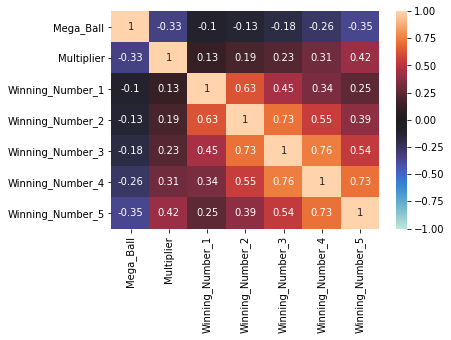 Mega_Ball 1 -0.33 -0.1 -0.13 -0.18 -0.26 -0.35
Multiplier -0.33 1 0.13 0.19 0.23 0.31 0.42
Winning_Number_1 -0.1 0.13 1 0.63 0.45 0.34 0.25
Winning_Number_2 -0.13 0.19 0.63 1 0.73 0.55 0.39
Winning_Number_3 -0.18 0.23 0.45 0.73 1 0.76 0.54
Winning_Number_4 -0.26 0.31 0.34 0.55 0.76 1 0.73
Winning_Number_5 -0.35 0.42 0.25 0.39 0.54 0.73 1
Mega_Ball
Multiplier
Winning_Number_1
Winning_Number_2
Winning_Number_3
Winning_Number_4
Winning_Number_5
1.00
0.75
0.50
0.25
0.00
−0.25
−0.50
−0.75
−1.00